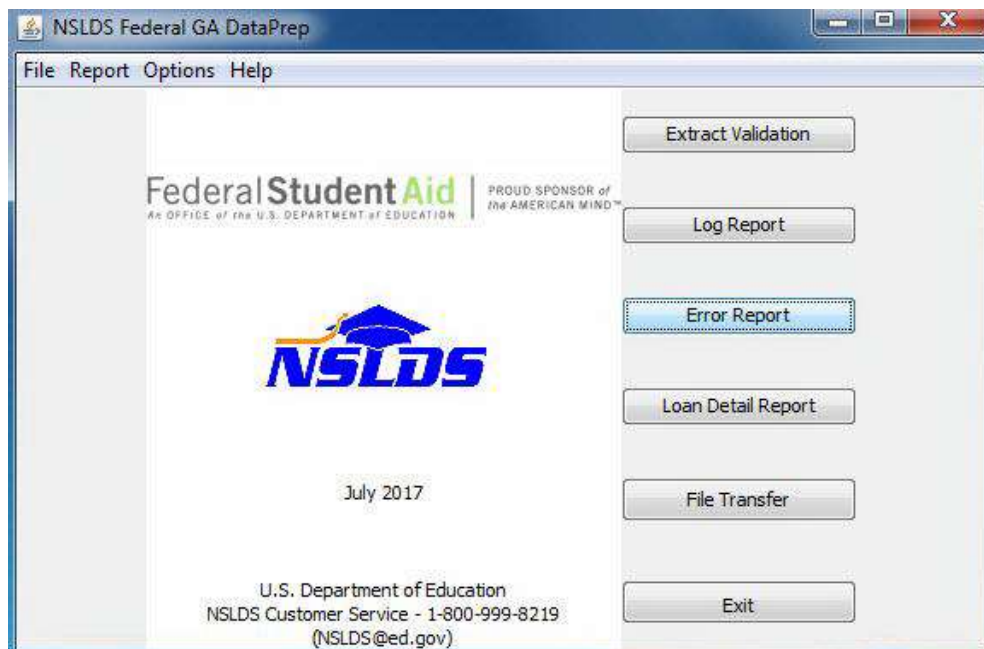 NSLDS Federal GA DataPrep
File Report Options Help
Extract Validation
Federal Student Aid
An OFFICE of the U.S. DEPARTMENT of EDUCATION
PROUD SPONSOR of
the AMERICAN MIND™
Log Report
Error Report
NSLDS
Loan Detail Report
July 2017
File Transfer
U.S. Department of Education
NSLDS Customer Service - 1-800-999-8219
(NSLDS@ed.gov)
Exit